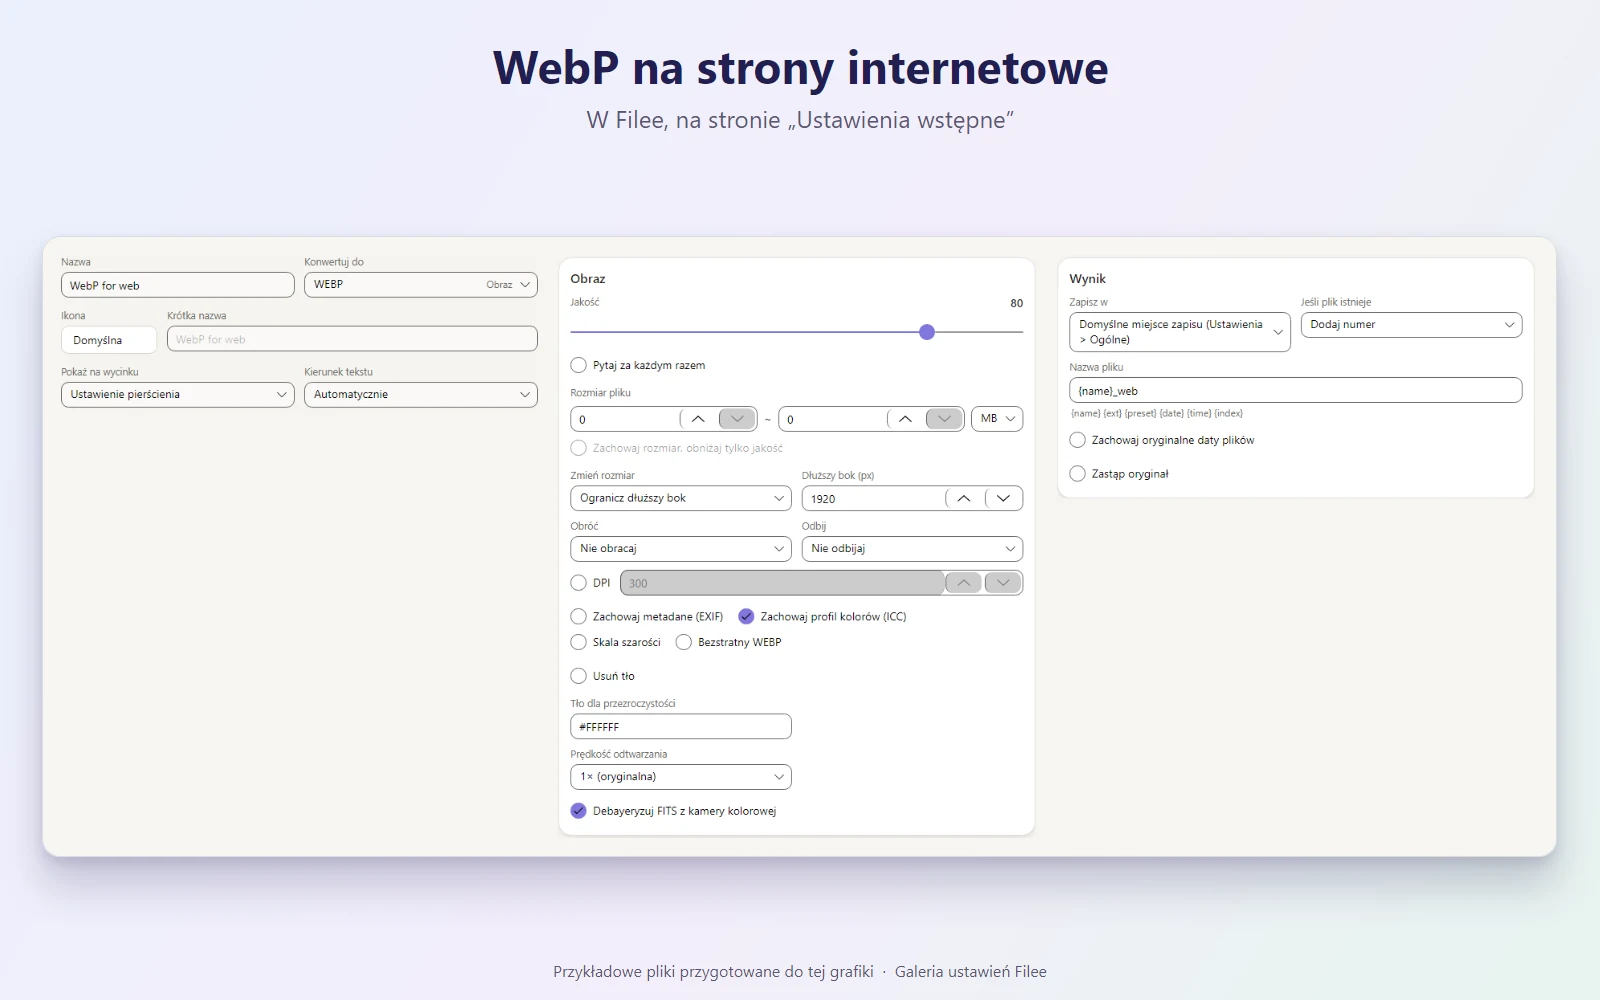 WebP na strony internetowe
W Filee, na stronie „Ustawienia wstępne”
Nazwa
WebP for web
Konwertuj do
WEBP Obraz
Ikona
Domyślna
Krótka nazwa
WebP for web
Pokaż na wycinku
Ustawienie pierścienia
Kierunek tekstu
Automatycznie
Obraz
Jakość 80
Pytaj za każdym razem
Rozmiar pliku
0 ~ 0 MB
Zachowaj rozmiar, obniżaj tylko jakość
Zmień rozmiar
Ogranicz dłuższy bok
Dłuższy bok (px)
1920
Obróć
Nie obracaj
Odbij
Nie odbijaj
DPI 300
Zachowaj metadane (EXIF) Zachowaj profil kolorów (ICC)
Skala szarości Bezstratny WEBP
Usuń tło
Tło dla przezroczystości
#FFFFFF
Prędkość odtwarzania
1× (oryginalna)
Debayeryzuj FITS z kamery kolorowej
Wynik
Zapisz w
Domyślne miejsce zapisu (Ustawienia
> Ogólne)
Jeśli plik istnieje
Dodaj numer
Nazwa pliku
{name}_web
{name} {ext} {preset} {date} {time} {index}
Zachowaj oryginalne daty plików
Zastąp oryginał
Przykładowe pliki przygotowane do tej grafiki · Galeria ustawień Filee